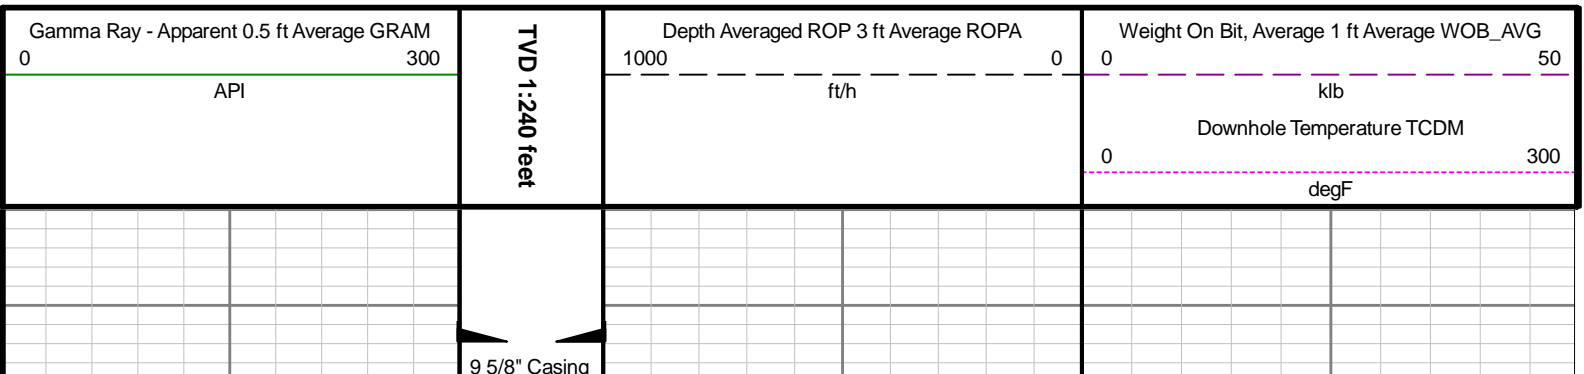 Gamma Ray - Apparent 0.5 ft Average GRAM
0 300
API
TVD 1:240 feet
Depth Averaged ROP 3 ft Average ROPA
1000 0
ft/h
Weight On Bit, Average 1 ft Average WOB_AVG
0 50
klb
Downhole Temperature TCDM
0 300
degF
9 5/8" Casing